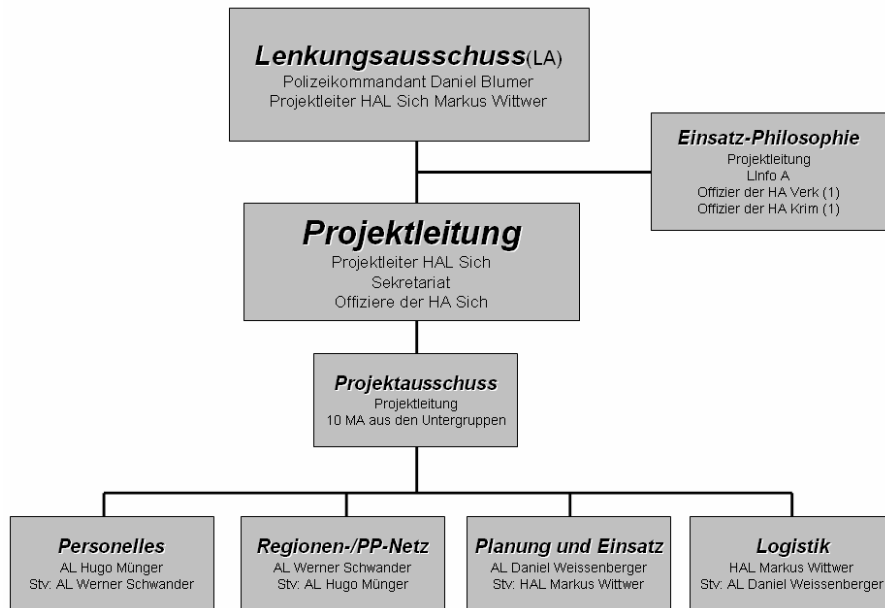 Lenkungsausschuss(LA)
Polizeikommandant Daniel Blumer
Projektleiter HAL Sich Markus Wittwer
Einsatz-Philosophie
Projektleitung
LInfo A
Offizier der HA Verk (1)
Offizier der HA Krim (1)
Projektleitung
Projektleiter HAL Sich
Sekretariat
Offiziere der HA Sich
Projektausschuss
Projektleitung
10 MA aus den Untergruppen
Personelles
AL Hugo Münger
Stv: AL Werner Schwander
Regionen-/PP-Netz
AL Werner Schwander
Stv: AL Hugo Münger
Planung und Einsatz
AL Daniel Weissenberger
Stv: HAL Markus Wittwer
Logistik
HAL Markus Wittwer
Stv: AL Daniel Weissenberger